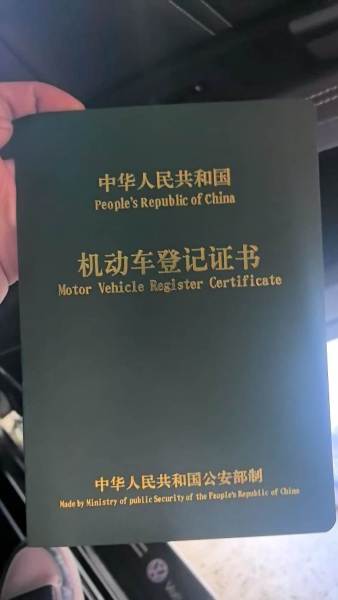 中华人民共和国
People's Republic of China
机动车登记证书
Motor Vehicle Register Certificate
中华人民共和国公安部制
Made by Ministry of public Security of the People's Republic of China